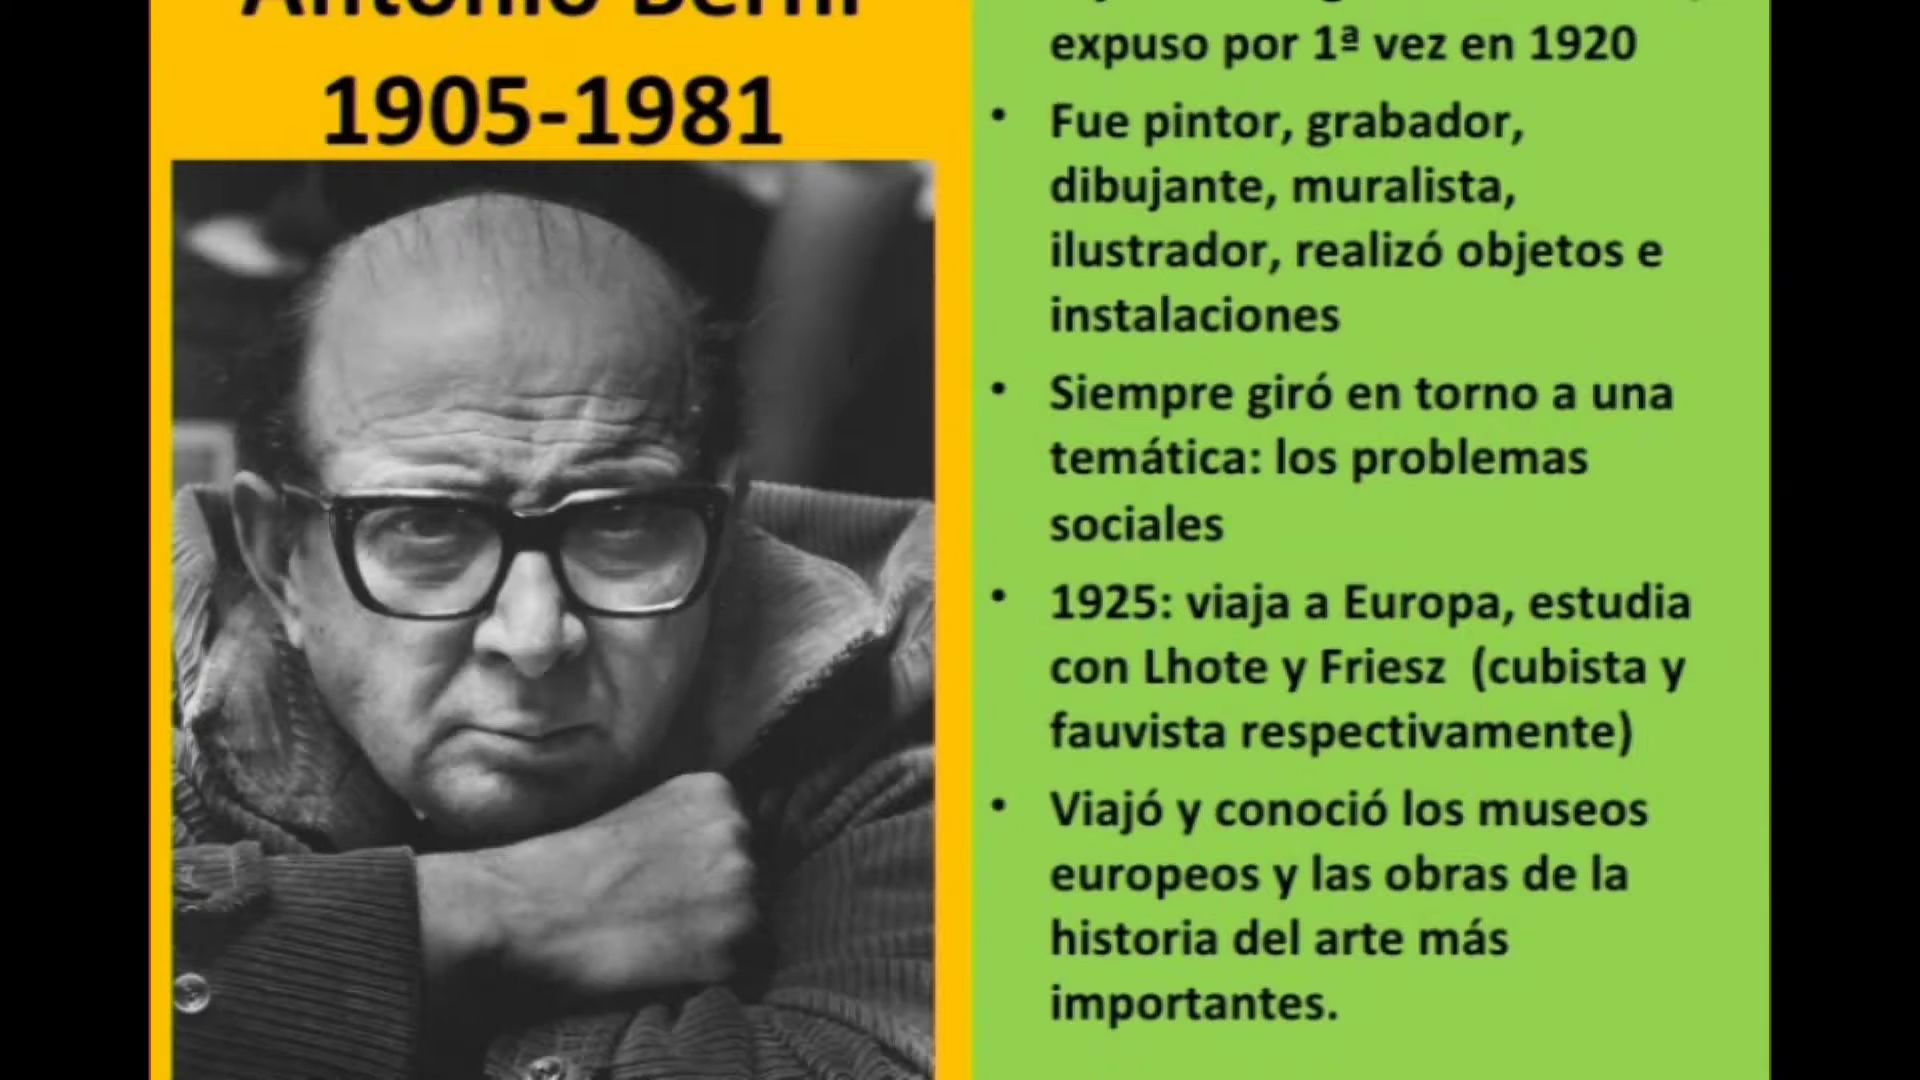 Antonio Berni
1905-1981
expuso por 1ª vez en 1920
• Fue pintor, grabador,
dibujante, muralista,
ilustrador, realizó objetos e
instalaciones
• Siempre giró en torno a una
temática: los problemas
sociales
• 1925: viaja a Europa, estudia
con Lhote y Friesz (cubista y
fauvista respectivamente)
• Viajó y conoció los museos
europeos y las obras de la
historia del arte más
importantes.